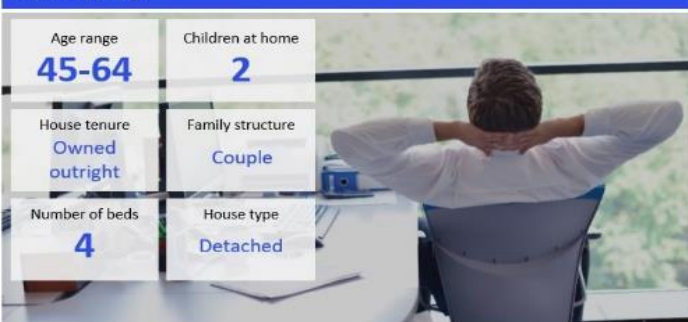 Age range
45-64
Children at home
2
House tenure
Owned
outright
Family structure
Couple
Number of beds
4
House type
Detached